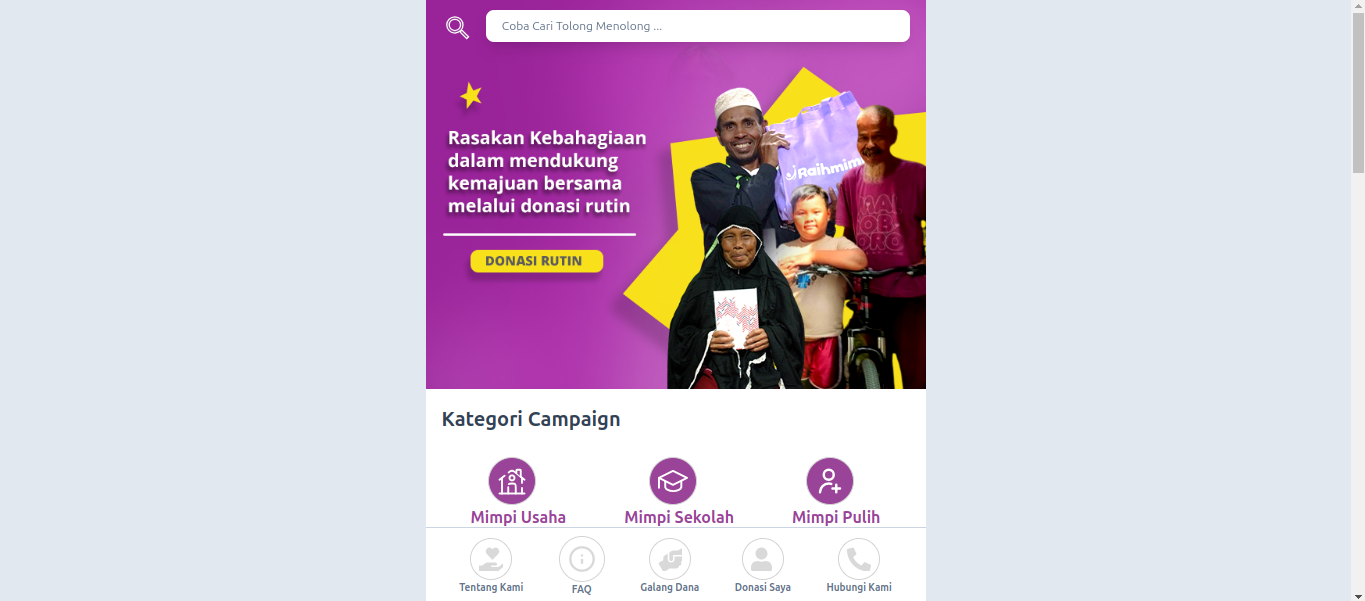 Coba Cari Tolong Menolong ...
Rasakan Kebahagiaan
dalam mendukung
kemajuan bersama
melalui donasi rutin
DONASI RUTIN
Raihmimpi
Kategori Campaign
Mimpi Usaha
Mimpi Sekolah
Mimpi Pulih
Tentang Kami
FAQ
Galang Dana
Donasi Saya
Hubungi Kami